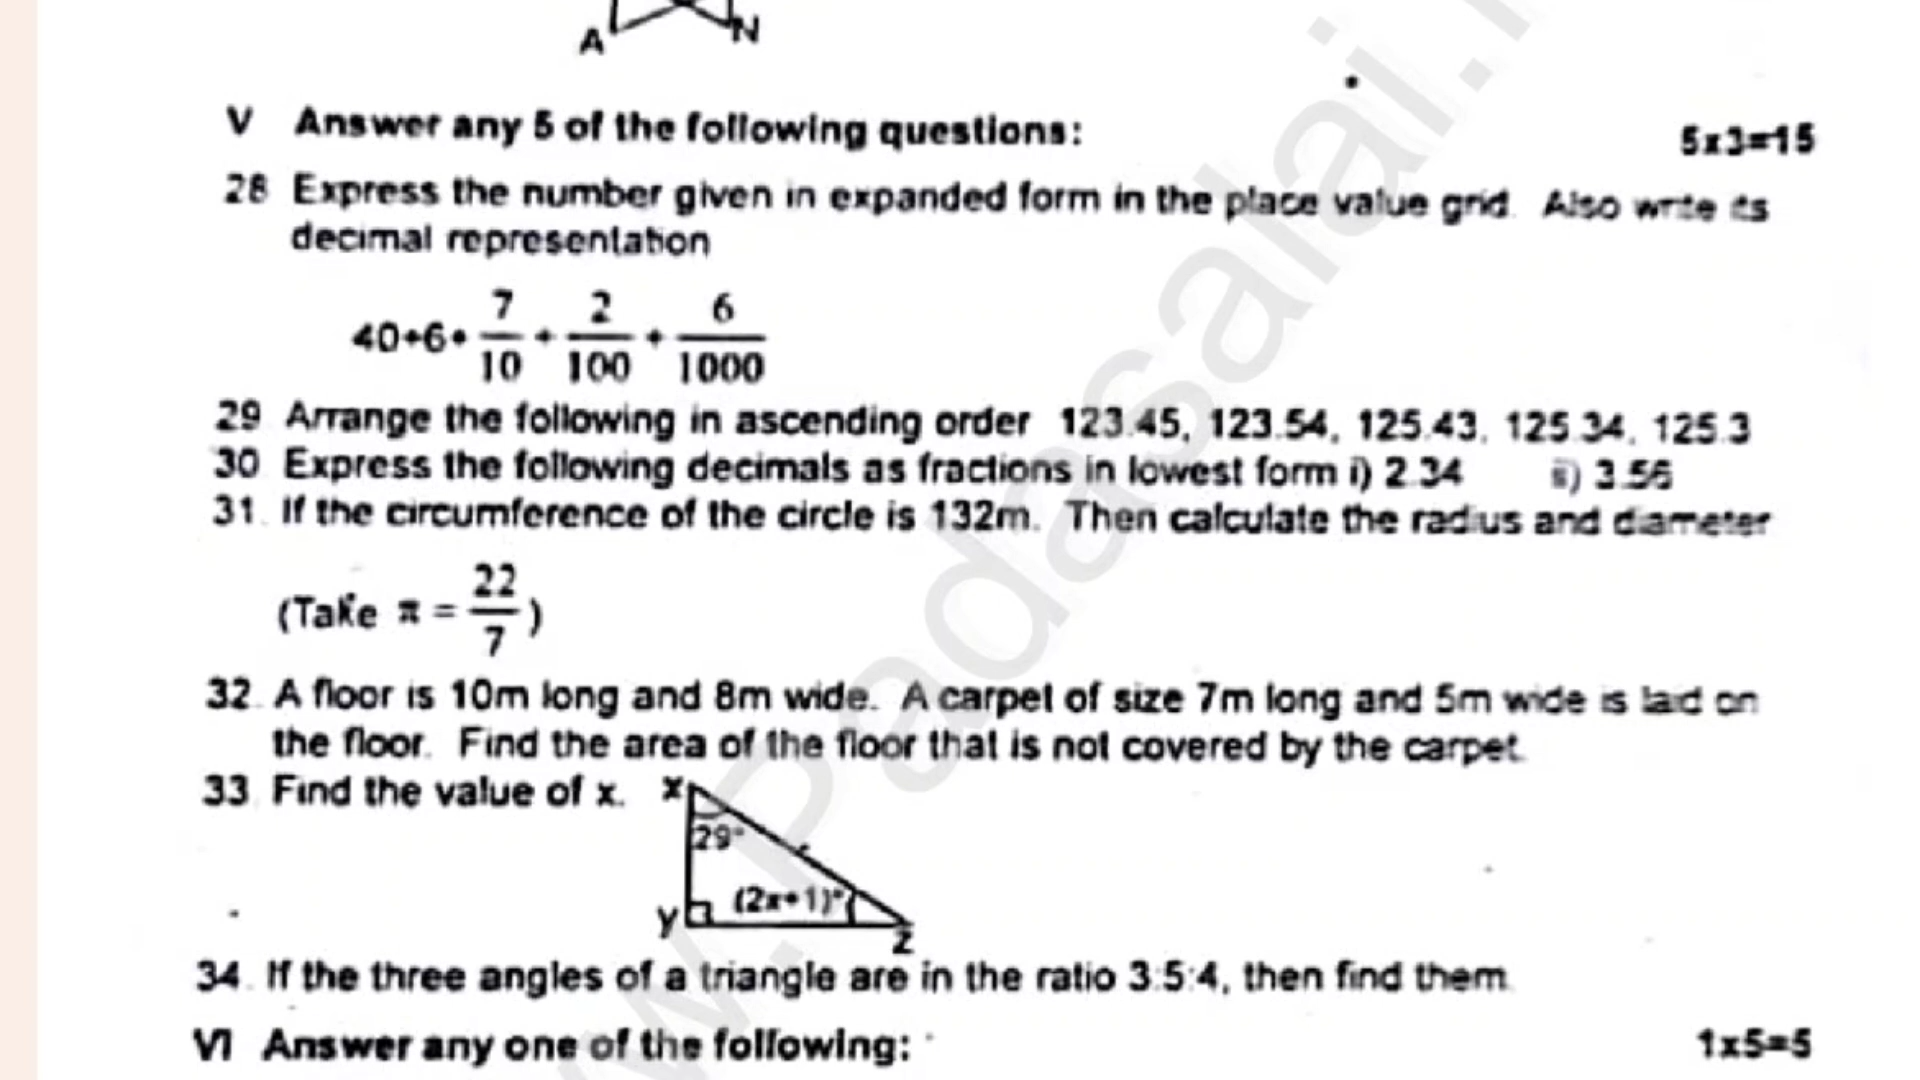 A N
V Answer any 5 of the following questions: 5x3=15
28 Express the number given in expanded form in the place value grid. Also write its
decimal representation
40+6+ 7/10 + 2/100 + 6/1000
29 Arrange the following in ascending order 123.45, 123.54, 125.43, 125.34, 125.3
30 Express the following decimals as fractions in lowest form i) 2.34 ii) 3.56
31. If the circumference of the circle is 132m. Then calculate the radius and diameter
(Take π = 22/7)
32. A floor is 10m long and 8m wide. A carpet of size 7m long and 5m wide is laid on
the floor. Find the area of the floor that is not covered by the carpet.
33. Find the value of x. X
29°
(2x+1)°
Y Z
34. If the three angles of a triangle are in the ratio 3:5:4, then find them.
VI Answer any one of the following: 1x5=5
w.Padasalai.